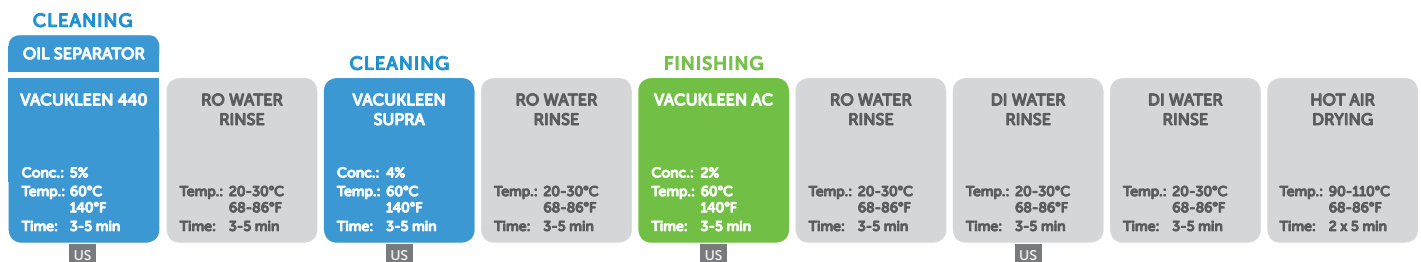 CLEANING
OIL SEPARATOR
VACUKLEEN 440
Conc.: 5%
Temp.: 60°C
140°F
Time: 3-5 min
US
RO WATER
RINSE
Temp.: 20-30°C
68-86°F
Time: 3-5 min
CLEANING
VACUKLEEN
SUPRA
Conc.: 4%
Temp.: 60°C
140°F
Time: 3-5 min
US
RO WATER
RINSE
Temp.: 20-30°C
68-86°F
Time: 3-5 min
FINISHING
VACUKLEEN AC
Conc.: 2%
Temp.: 60°C
140°F
Time: 3-5 min
US
RO WATER
RINSE
Temp.: 20-30°C
68-86°F
Time: 3-5 min
DI WATER
RINSE
Temp.: 20-30°C
68-86°F
Time: 3-5 min
US
DI WATER
RINSE
Temp.: 20-30°C
68-86°F
Time: 3-5 min
HOT AIR
DRYING
Temp.: 90-110°C
68-86°F
Time: 2 x 5 min